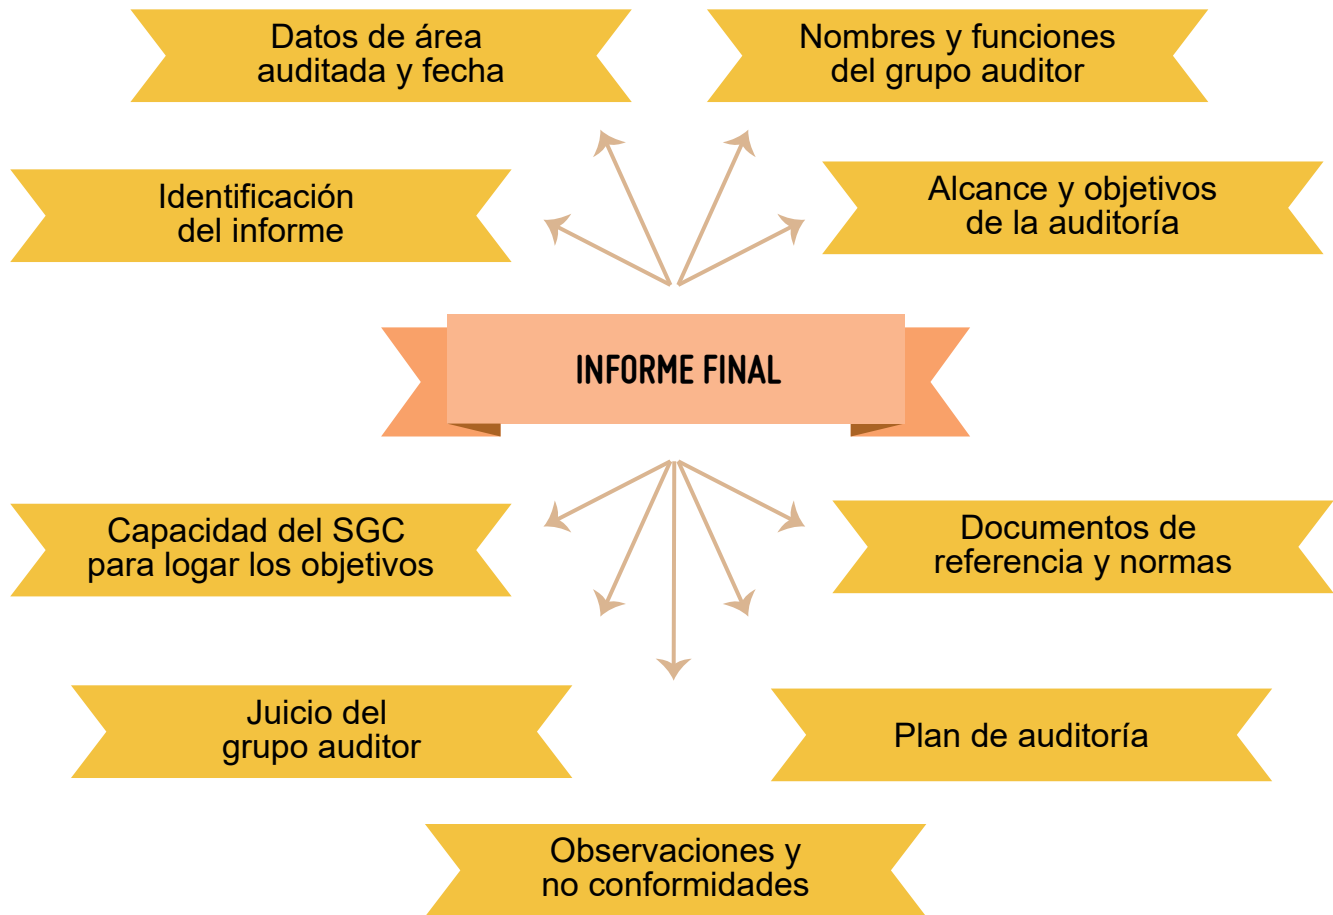 Datos de área
auditada y fecha
Nombres y funciones
del grupo auditor
Identificación
del informe
Alcance y objetivos
de la auditoría
INFORME FINAL
Capacidad del SGC
para logar los objetivos
Documentos de
referencia y normas
Juicio del
grupo auditor
Plan de auditoría
Observaciones y
no conformidades